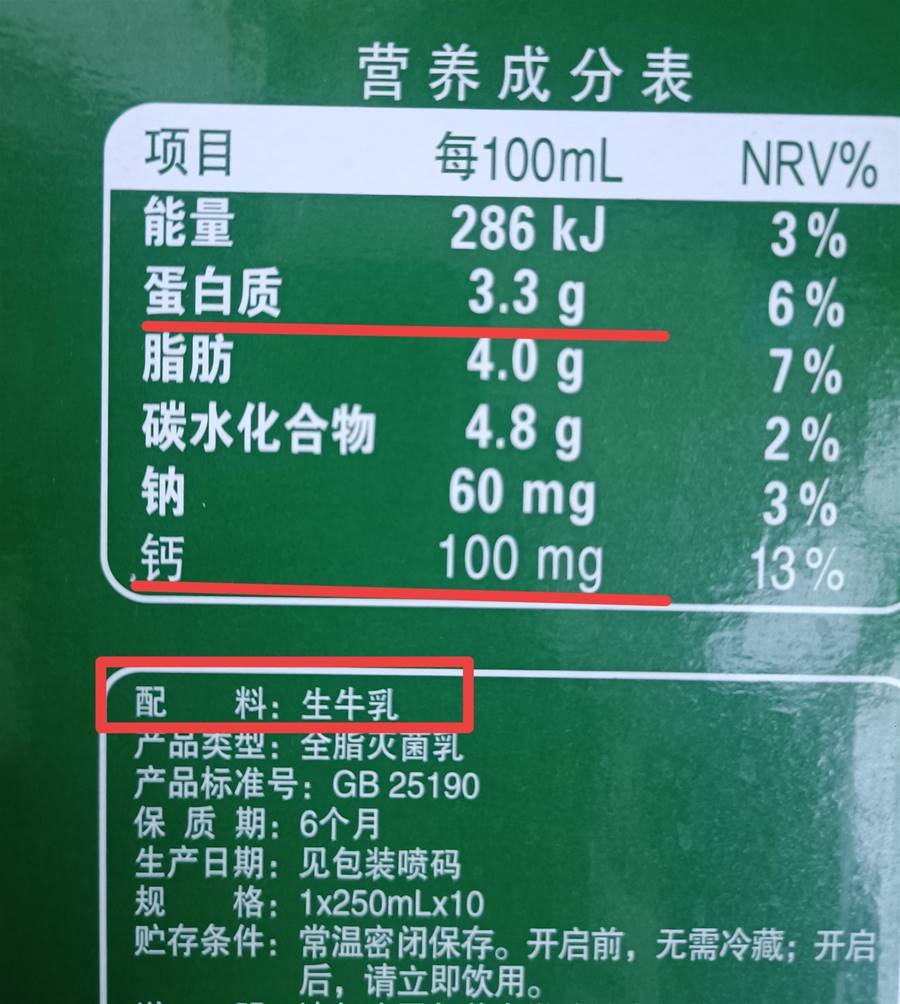 营养成分表
项目 每100mL NRV%
能量 286 kJ 3%
蛋白质 3.3 g 6%
脂肪 4.0 g 7%
碳水化合物 4.8 g 2%
钠 60 mg 3%
钙 100 mg 13%
配料：生牛乳
产品类型：全脂灭菌乳
产品标准号：GB 25190
保质期：6个月
生产日期：见包装喷码
规格：1x250mLx10
贮存条件：常温密闭保存。开启前，无需冷藏；开启
后，请立即饮用。